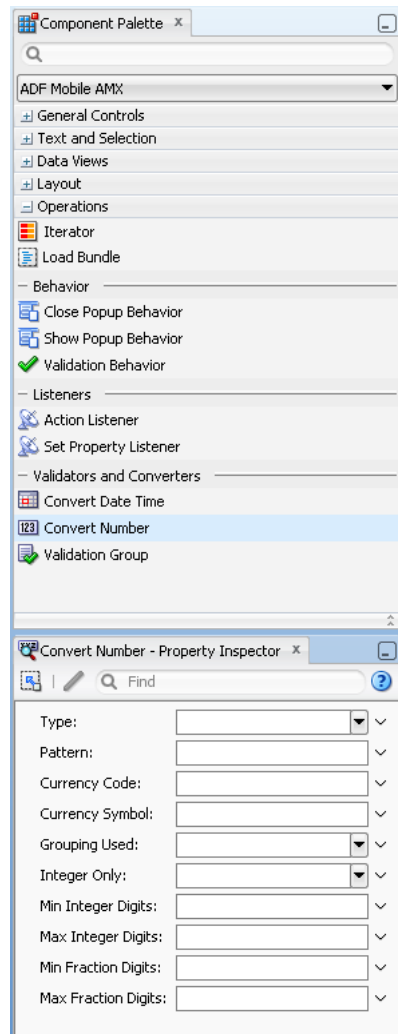 Component Palette x
ADF Mobile AMX
General Controls
Text and Selection
Data Views
Layout
Operations
Iterator
Load Bundle
Behavior
Close Popup Behavior
Show Popup Behavior
Validation Behavior
Listeners
Action Listener
Set Property Listener
Validators and Converters
Convert Date Time
123 Convert Number
Validation Group
Convert Number - Property Inspector x
Find ?
Type:
Pattern:
Currency Code:
Currency Symbol:
Grouping Used:
Integer Only:
Min Integer Digits:
Max Integer Digits:
Min Fraction Digits:
Max Fraction Digits: